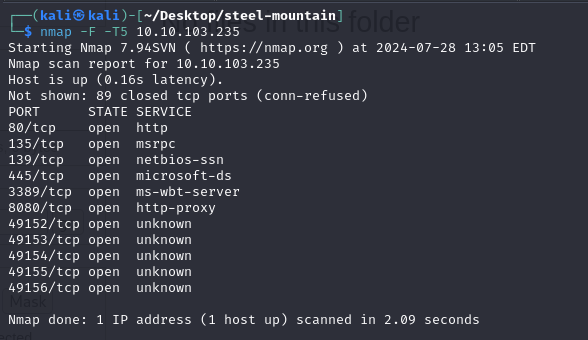 ┌──(kali㉿kali)-[~/Desktop/steel-mountain]
└─$ nmap -F -T5 10.10.103.235
Starting Nmap 7.94SVN ( https://nmap.org ) at 2024-07-28 13:05 EDT
Nmap scan report for 10.10.103.235
Host is up (0.16s latency).
Not shown: 89 closed tcp ports (conn-refused)
PORT      STATE SERVICE
80/tcp    open  http
135/tcp   open  msrpc
139/tcp   open  netbios-ssn
445/tcp   open  microsoft-ds
3389/tcp  open  ms-wbt-server
8080/tcp  open  http-proxy
49152/tcp open  unknown
49153/tcp open  unknown
49154/tcp open  unknown
49155/tcp open  unknown
49156/tcp open  unknown
Mask
Nmap done: 1 IP address (1 host up) scanned in 2.09 seconds